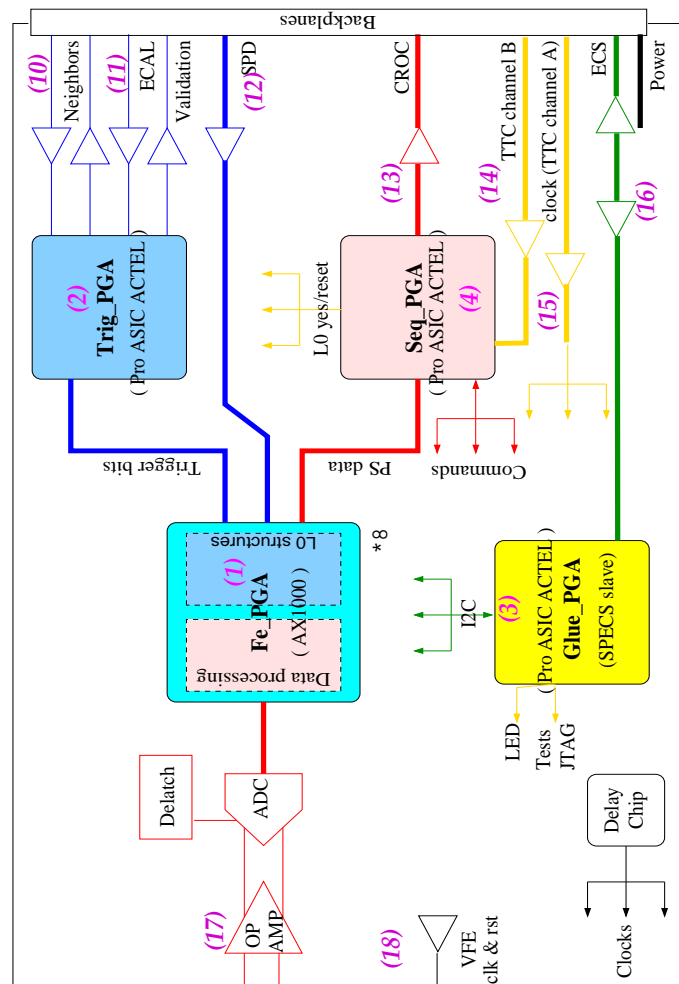 Backplanes
(10)
Neighbors
(11)
ECAL
Validation
SPD
(12)
CROC
(13)
(14)
TTC channel B
clock (TTC channel A)
(15)
ECS
Power
(16)
(2)
Trig_PGA
( Pro ASIC ACTEL )
L0 yes/reset
Seq_PGA
( Pro ASIC ACTEL )
(4)
Trigger bits
PS data
Commands
L0 structures
(1)
Fe_PGA
( AX1000 )
Data processing
*8
I2C
(3)
( Pro ASIC ACTEL )
Glue_PGA
(SPECS slave)
LED
Tests
JTAG
Delatch
ADC
Delay
Chip
(17)
OP
AMP
(18)
VFE
clk & rst
Clocks